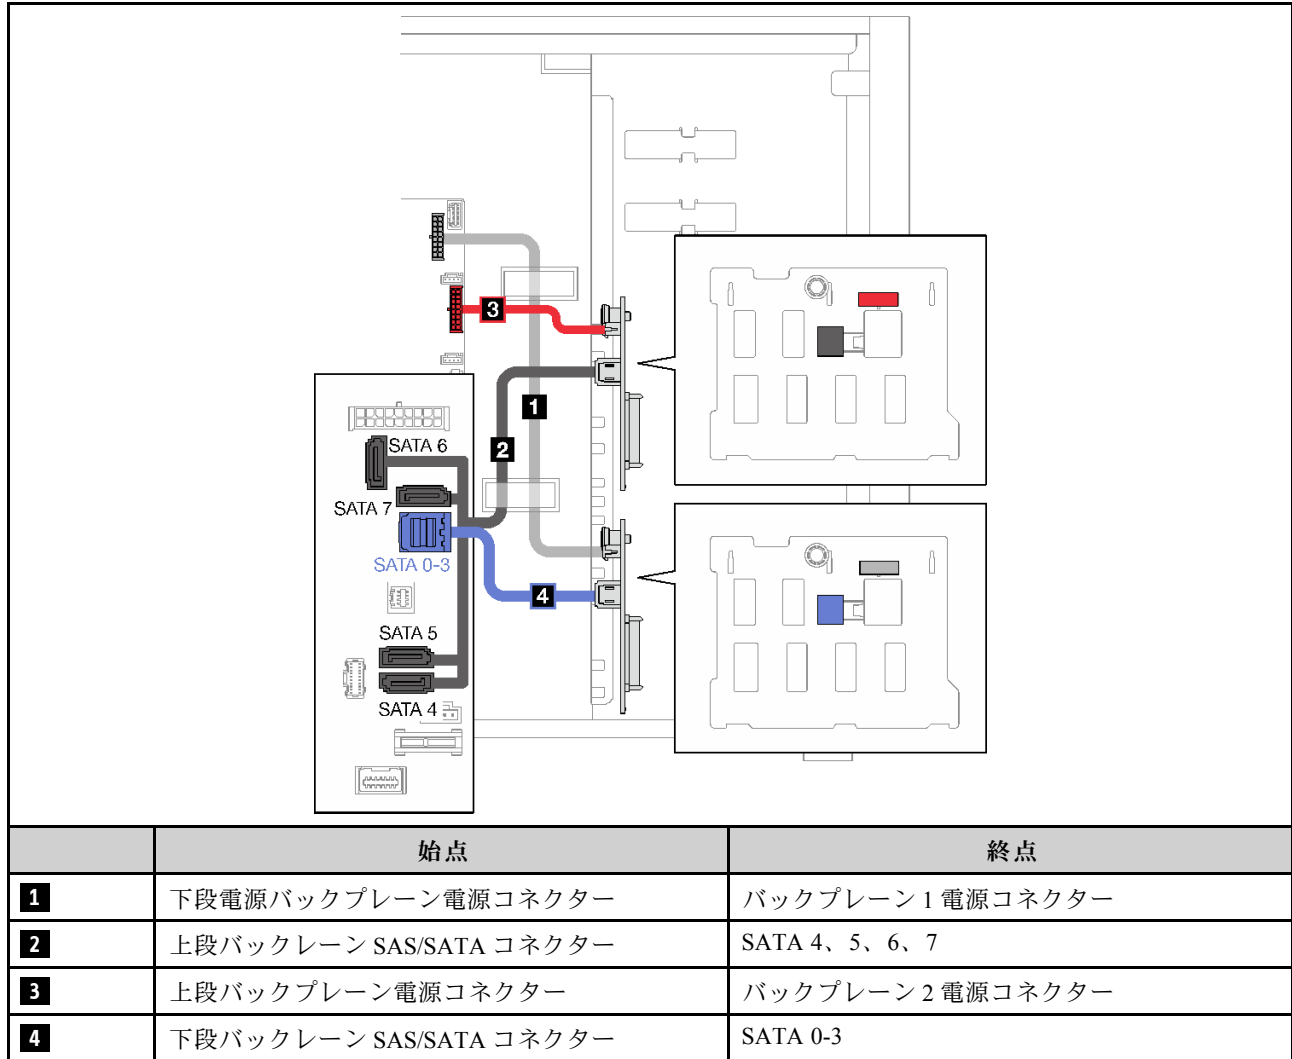 3
1
2
SATA 6
SATA 7
SATA 0-3
4
SATA 5
SATA 4
始点 終点
1 下段電源バックプレーン電源コネクター バックプレーン 1 電源コネクター
2 上段バックレーン SAS/SATA コネクター SATA 4、5、6、7
3 上段バックプレーン電源コネクター バックプレーン 2 電源コネクター
4 下段バックレーン SAS/SATA コネクター SATA 0-3